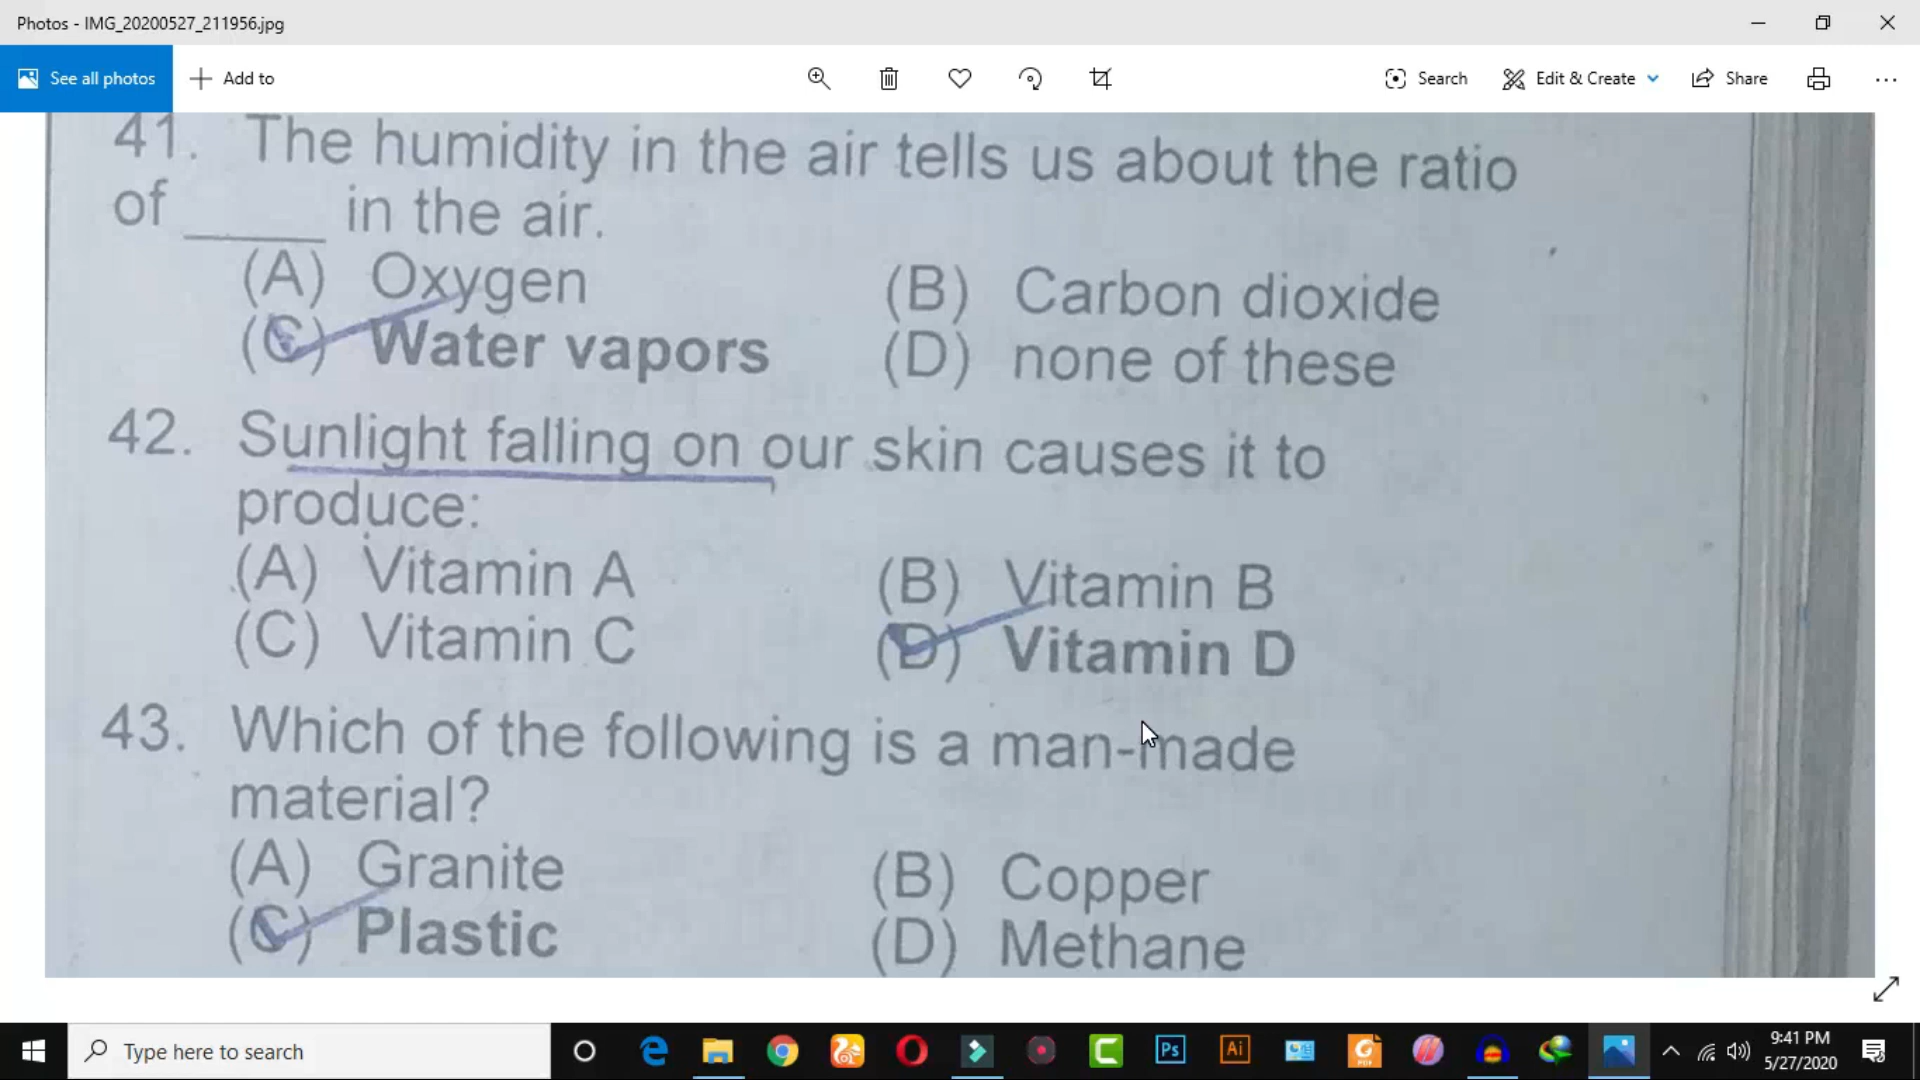 Photos - IMG_20200527_211956.jpg
See all photos
Add to
Search
Edit & Create
Share
41. The humidity in the air tells us about the ratio
of _____ in the air.
(A) Oxygen (B) Carbon dioxide
(C) Water vapors (D) none of these
42. Sunlight falling on our skin causes it to
produce:
(A) Vitamin A (B) Vitamin B
(C) Vitamin C (D) Vitamin D
43. Which of the following is a man-made
material?
(A) Granite (B) Copper
(C) Plastic (D) Methane
Type here to search
Ps
Ai
9:41 PM
5/27/2020